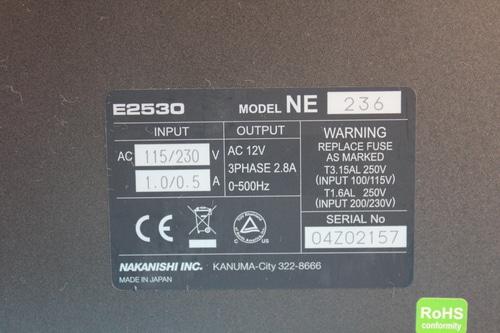 E2530 MODEL NE 236
INPUT
AC 115/230 V
1.0/0.5 A
OUTPUT
AC 12V
3PHASE 2.8A
0-500Hz
WARNING
REPLACE FUSE
AS MARKED
T3.15AL 250V
(INPUT 100/115V)
T1.6AL 250V
(INPUT 200/230V)
SERIAL No
04Z02157
CE
NAKANISHI INC. KANUMA-City 322-8666
MADE IN JAPAN
RoHS
conformity